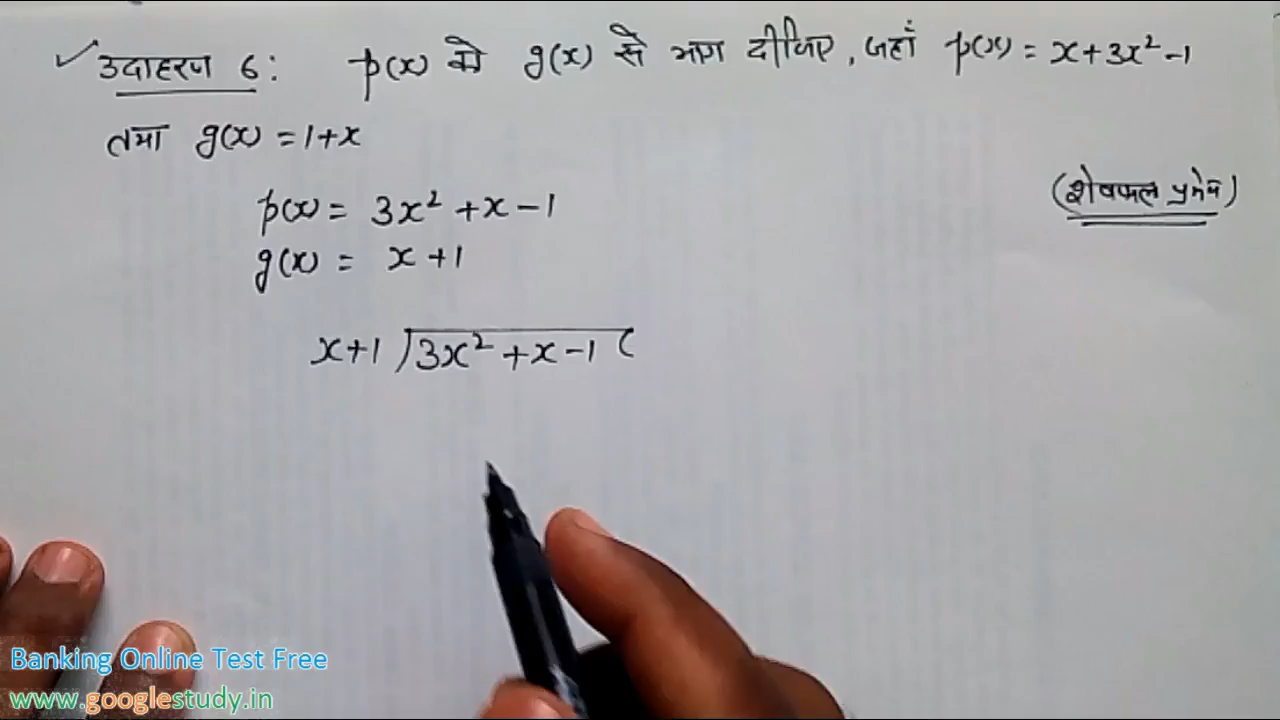 उदाहरण 6 : p(x) को g(x) से भाग दीजिए, जहाँ p(x) = x + 3x² - 1
तथा g(x) = 1 + x
(शेषफल प्रमेय)
p(x) = 3x² + x - 1
g(x) = x + 1
x + 1 ) 3x² + x - 1 (
Banking Online Test Free
www.googlestudy.in